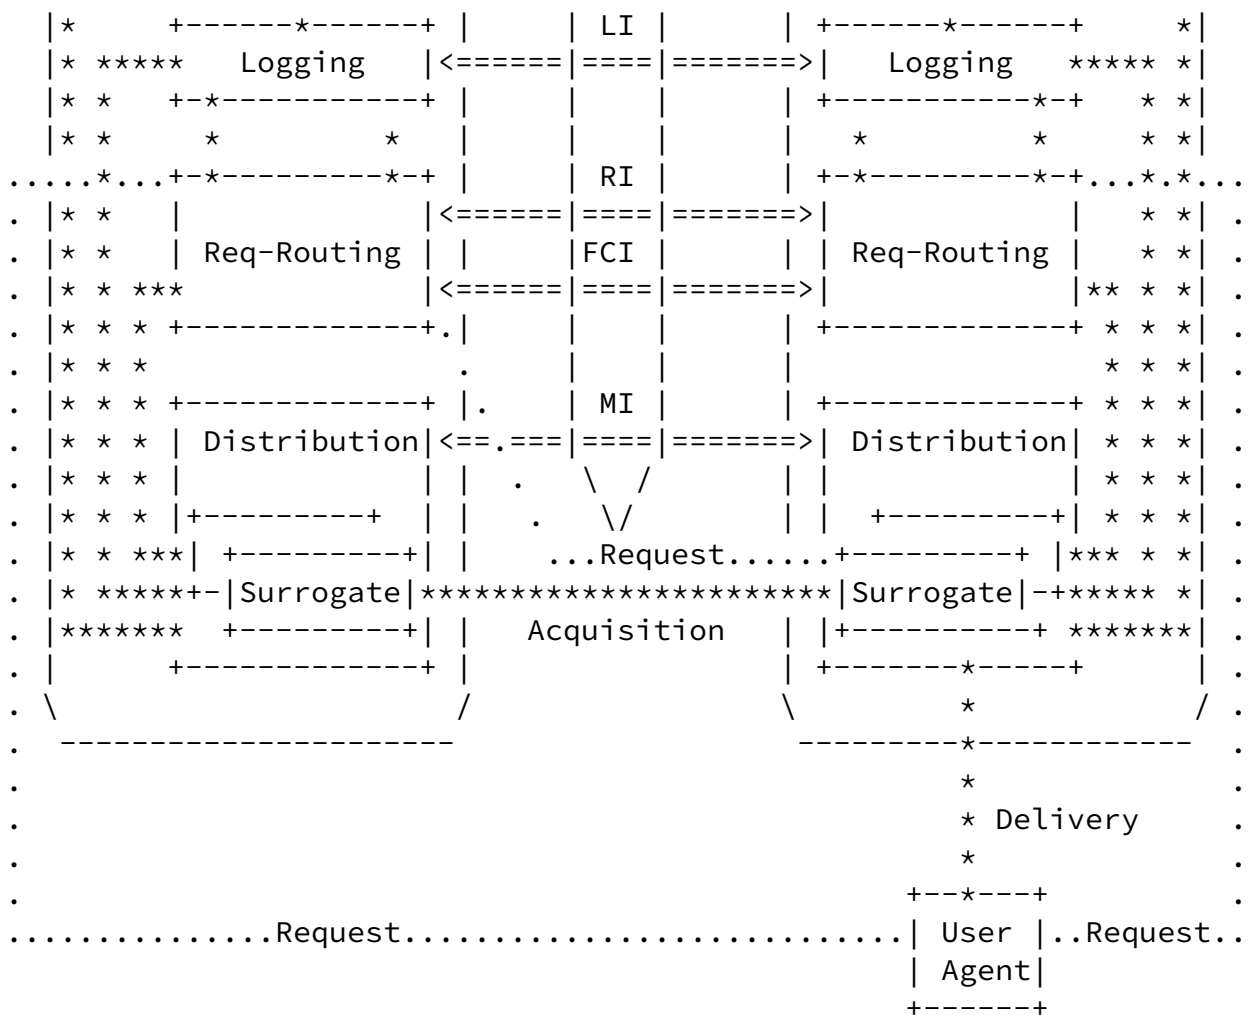 LI
Logging Logging
RI
FCI
Req-Routing Req-Routing
MI
Distribution Distribution
Request
Surrogate Surrogate
Acquisition
Delivery
Request User Request
Agent